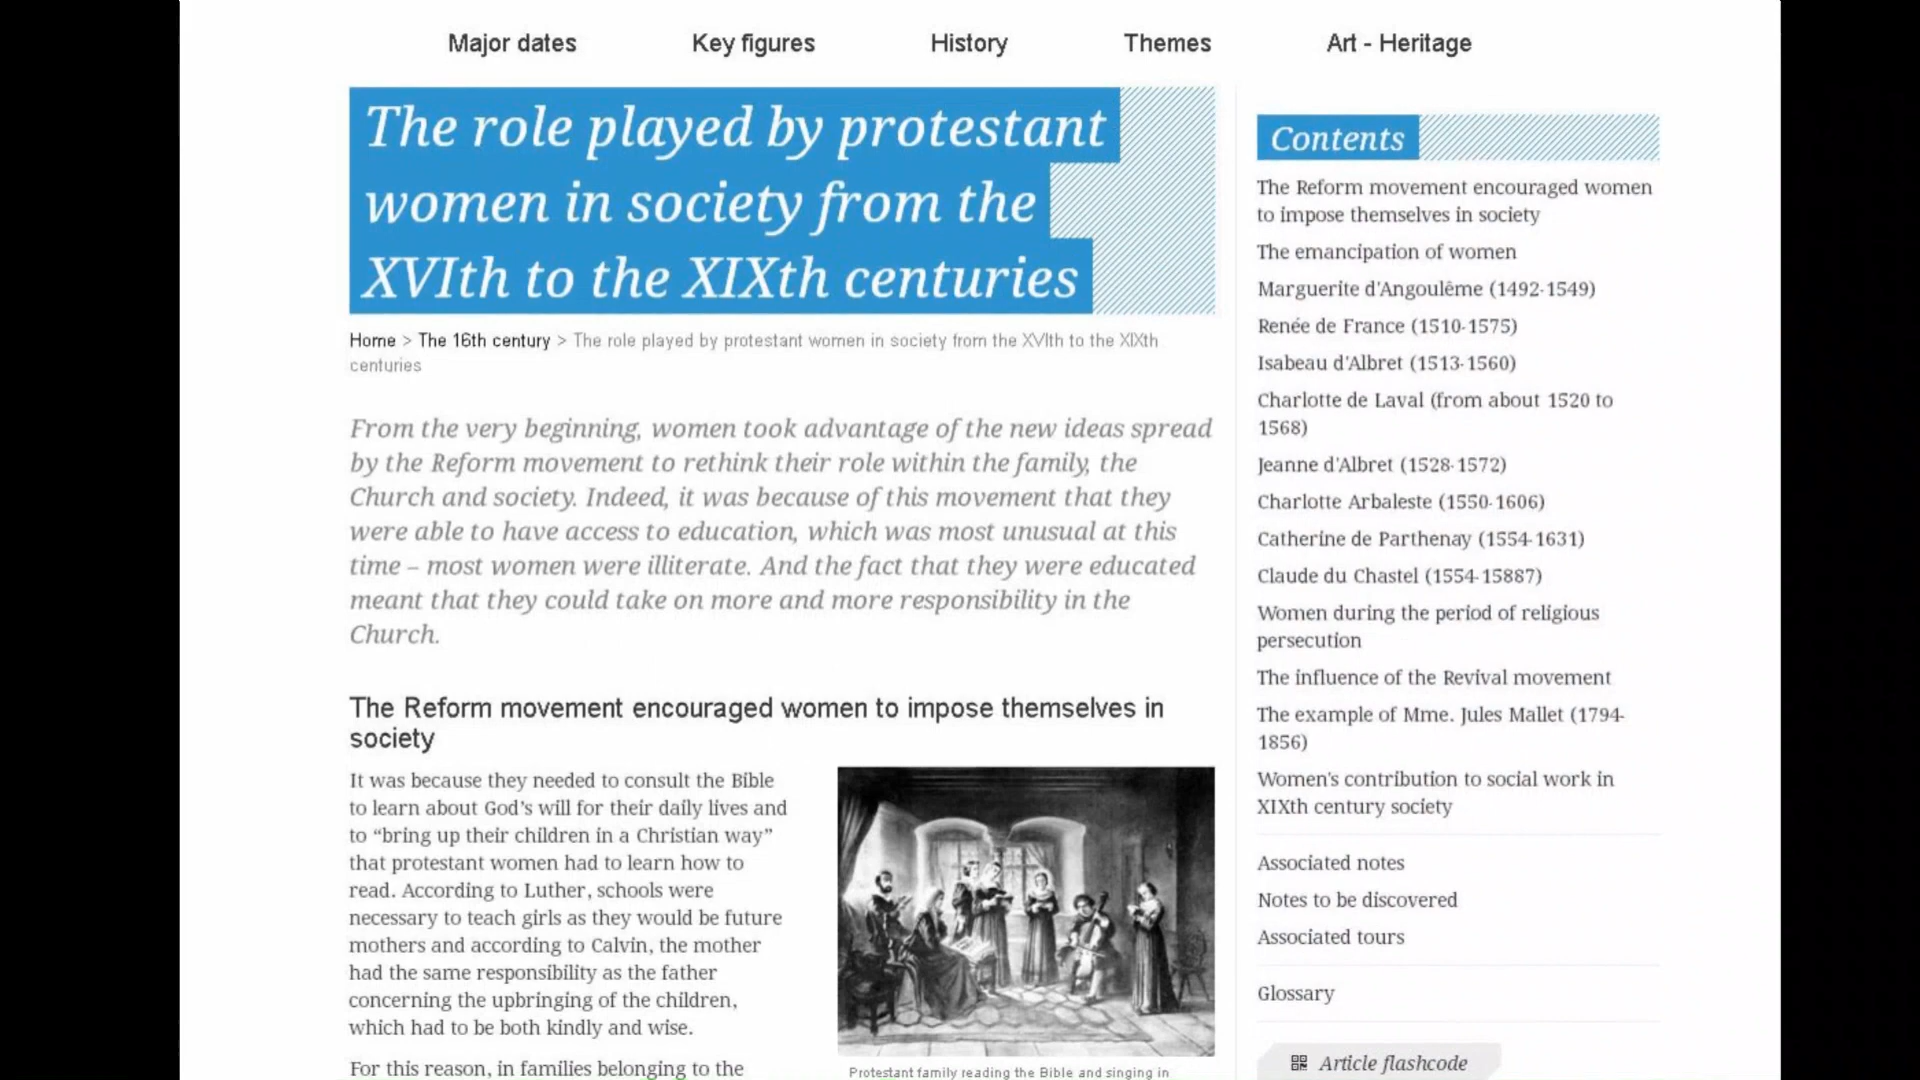 Major dates Key figures History Themes Art - Heritage
The role played by protestant
women in society from the
XVIth to the XIXth centuries
Home > The 16th century > The role played by protestant women in society from the XVIth to the XIXth
centuries
From the very beginning, women took advantage of the new ideas spread
by the Reform movement to rethink their role within the family, the
Church and society. Indeed, it was because of this movement that they
were able to have access to education, which was most unusual at this
time – most women were illiterate. And the fact that they were educated
meant that they could take on more and more responsibility in the
Church.
The Reform movement encouraged women to impose themselves in
society
It was because they needed to consult the Bible
to learn about God’s will for their daily lives and
to “bring up their children in a Christian way”
that protestant women had to learn how to
read. According to Luther, schools were
necessary to teach girls as they would be future
mothers and according to Calvin, the mother
had the same responsibility as the father
concerning the upbringing of the children,
which had to be both kindly and wise.
For this reason, in families belonging to the
Protestant family reading the Bible and singing in
Contents
The Reform movement encouraged women
to impose themselves in society
The emancipation of women
Marguerite d'Angoulême (1492-1549)
Renée de France (1510-1575)
Isabeau d'Albret (1513-1560)
Charlotte de Laval (from about 1520 to
1568)
Jeanne d'Albret (1528-1572)
Charlotte Arbaleste (1550-1606)
Catherine de Parthenay (1554-1631)
Claude du Chastel (1554-15887)
Women during the period of religious
persecution
The influence of the Revival movement
The example of Mme. Jules Mallet (1794-
1856)
Women's contribution to social work in
XIXth century society
Associated notes
Notes to be discovered
Associated tours
Glossary
Article flashcode